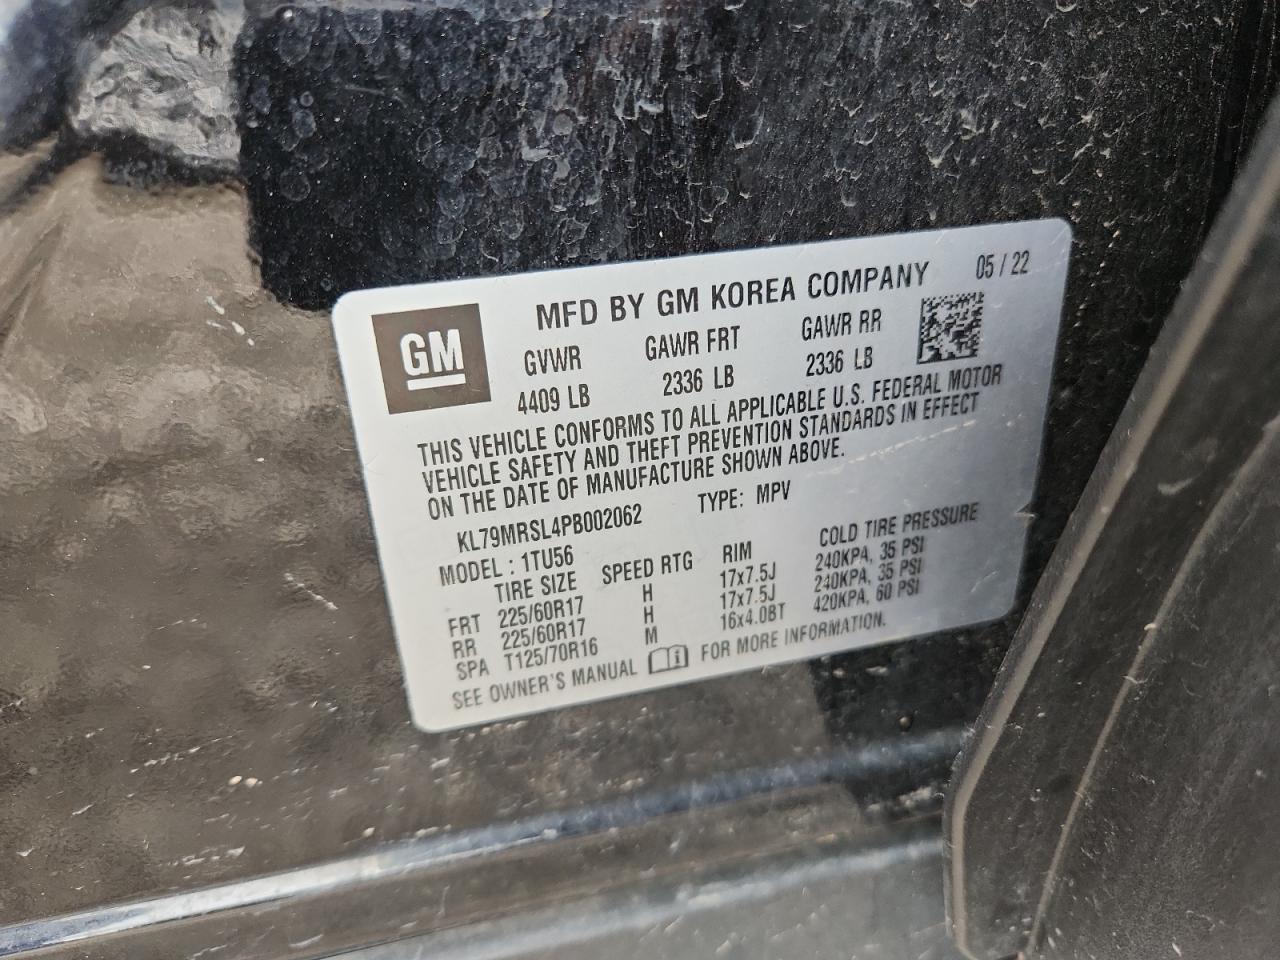 05 / 22
MFD BY GM KOREA COMPANY
GM
GVWR GAWR FRT GAWR RR
4409 LB 2336 LB 2336 LB
THIS VEHICLE CONFORMS TO ALL APPLICABLE U.S. FEDERAL MOTOR
VEHICLE SAFETY AND THEFT PREVENTION STANDARDS IN EFFECT
ON THE DATE OF MANUFACTURE SHOWN ABOVE.
KL79MRSL4PB002062 TYPE: MPV
MODEL : 1TU56
TIRE SIZE SPEED RTG RIM COLD TIRE PRESSURE
FRT 225/60R17 H 17x7.5J 240KPA, 35 PSI
RR 225/60R17 H 17x7.5J 240KPA, 35 PSI
SPA T125/70R16 M 16x4.0BT 420KPA, 60 PSI
SEE OWNER'S MANUAL FOR MORE INFORMATION.